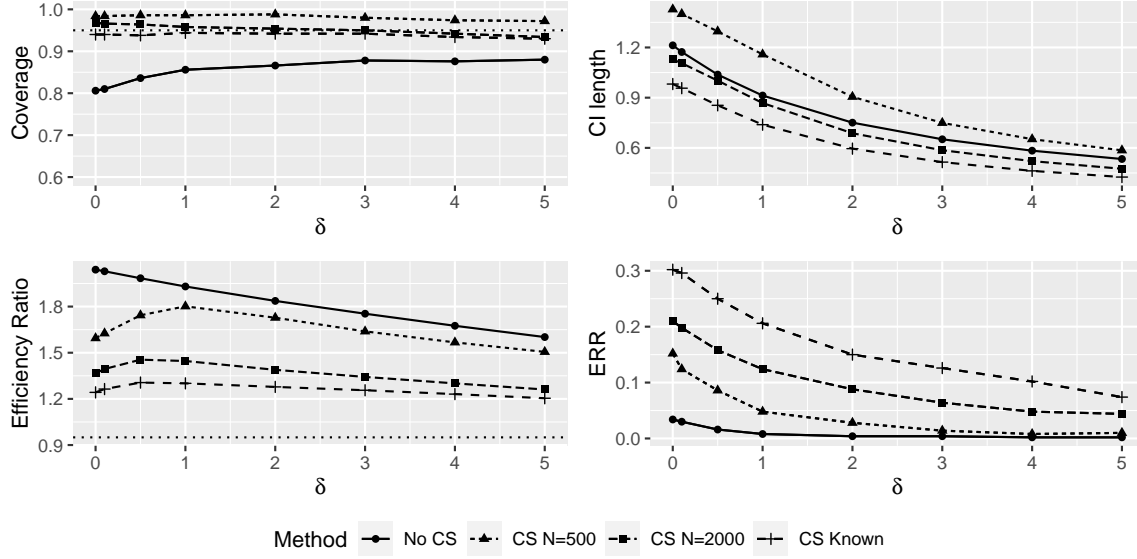 Coverage
1.0
0.9
0.8
0.7
0.6
0 1 2 3 4 5
δ
CI length
1.2
0.9
0.6
0 1 2 3 4 5
δ
Efficiency Ratio
1.8
1.5
1.2
0.9
0 1 2 3 4 5
δ
ERR
0.3
0.2
0.1
0.0
0 1 2 3 4 5
δ
Method No CS CS N=500 CS N=2000 CS Known